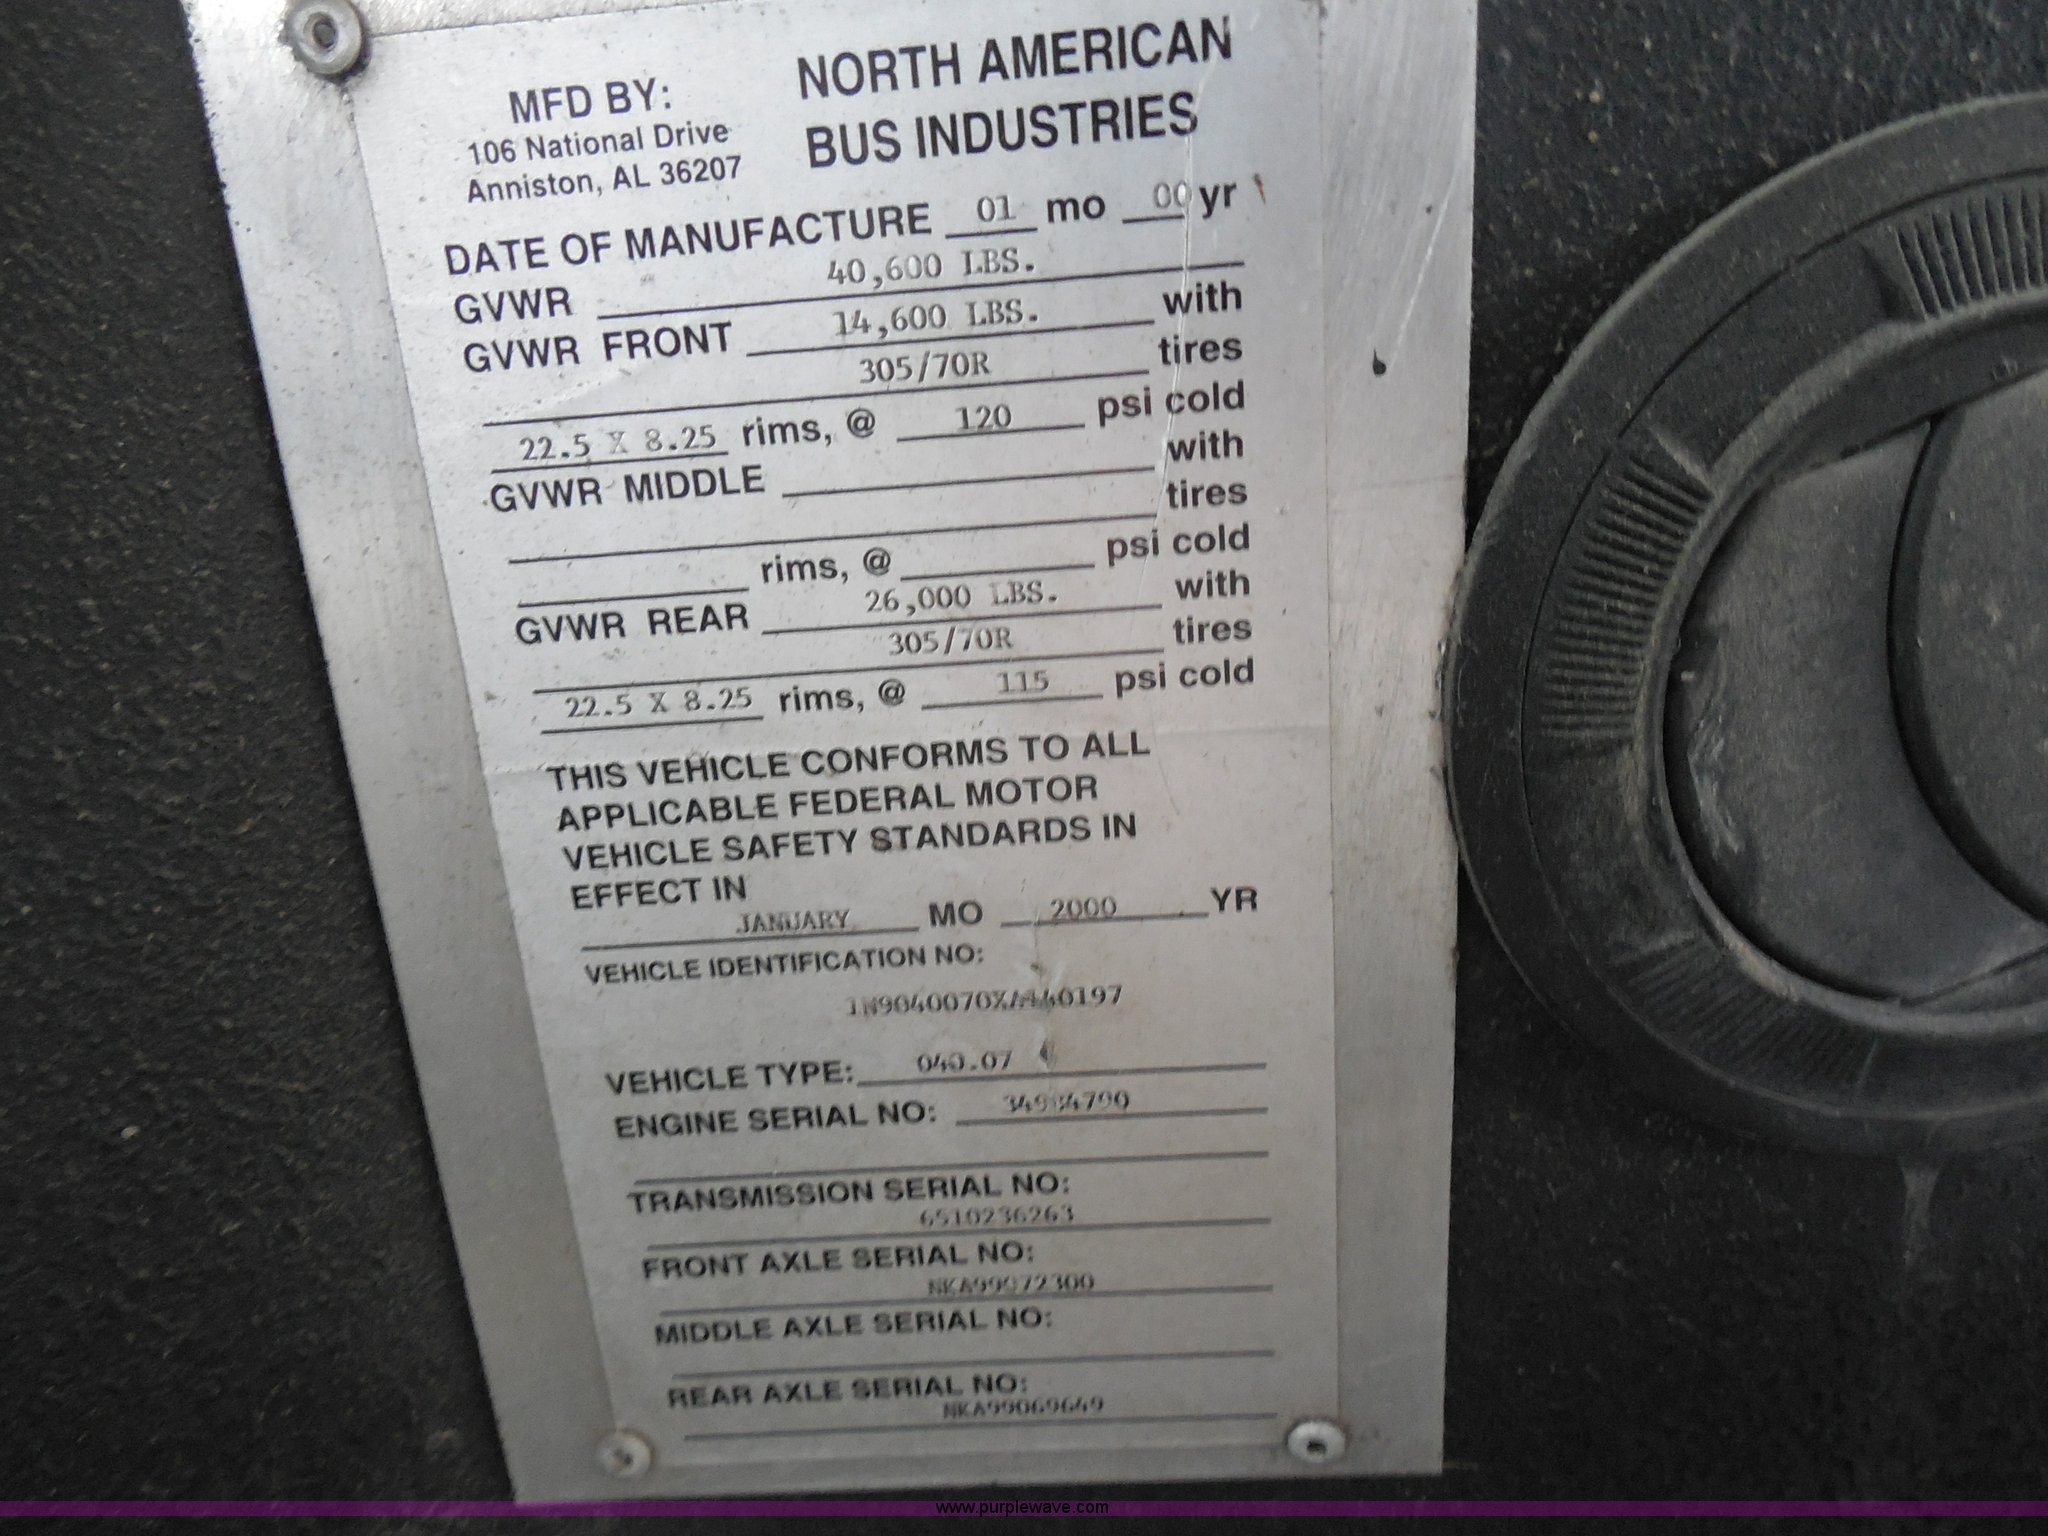 MFD BY:
106 National Drive
Anniston, AL 36207
NORTH AMERICAN
BUS INDUSTRIES
DATE OF MANUFACTURE 01 mo 00 yr
GVWR 40,600 LBS.
GVWR FRONT 14,600 LBS. with
305/70R tires
22.5 X 8.25 rims, @ 120 psi cold
GVWR MIDDLE with
tires
rims, @ psi cold
GVWR REAR 26,000 LBS. with
305/70R tires
22.5 X 8.25 rims, @ 115 psi cold
THIS VEHICLE CONFORMS TO ALL
APPLICABLE FEDERAL MOTOR
VEHICLE SAFETY STANDARDS IN
EFFECT IN
JANUARY MO 2000 YR
VEHICLE IDENTIFICATION NO:
VEHICLE TYPE: 040.07
ENGINE SERIAL NO:
TRANSMISSION SERIAL NO:
6510236263
FRONT AXLE SERIAL NO:
NKA99072300
MIDDLE AXLE SERIAL NO:
REAR AXLE SERIAL NO:
NKA99069649
www.purplewave.com